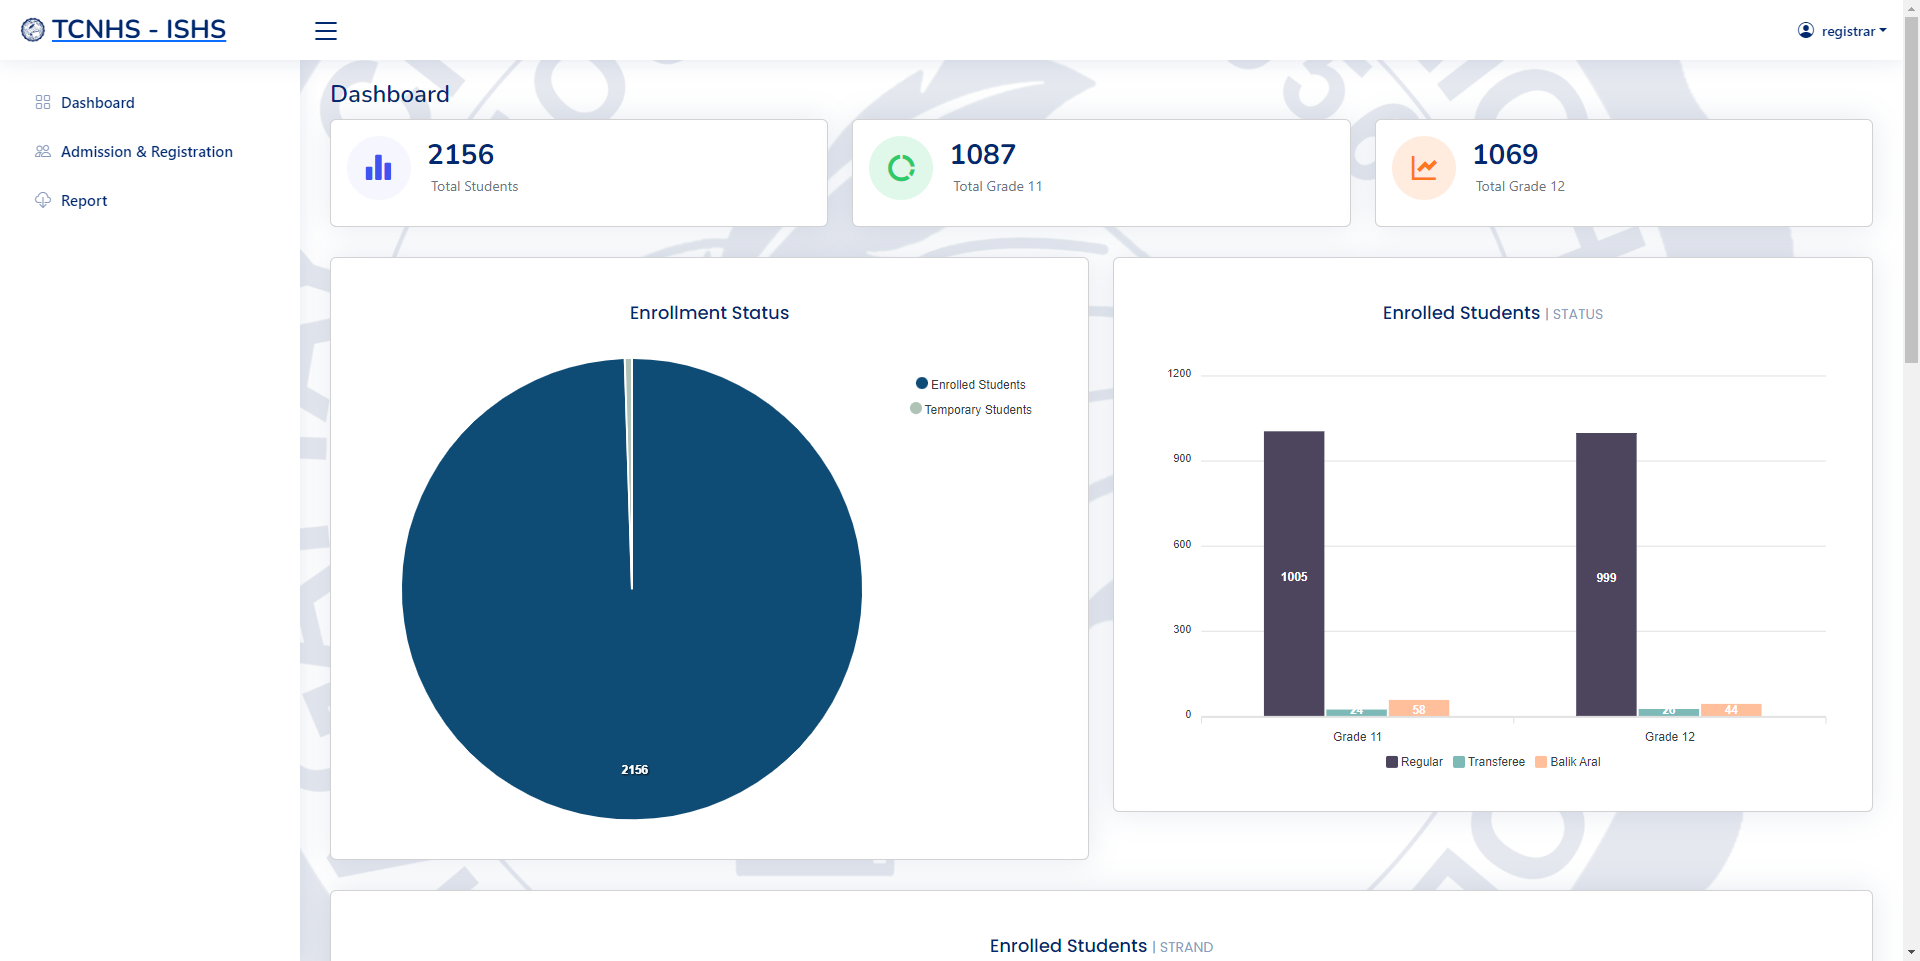 TCNHS - ISHS
registrar
Dashboard
Admission & Registration
Report
Dashboard
2156
Total Students
1087
Total Grade 11
1069
Total Grade 12
Enrollment Status
Enrolled Students
Temporary Students
2156
Enrolled Students | STATUS
1200
900
600
300
0
1005
24
58
999
26
44
Grade 11
Grade 12
Regular
Transferee
Balik Aral
Enrolled Students | STRAND